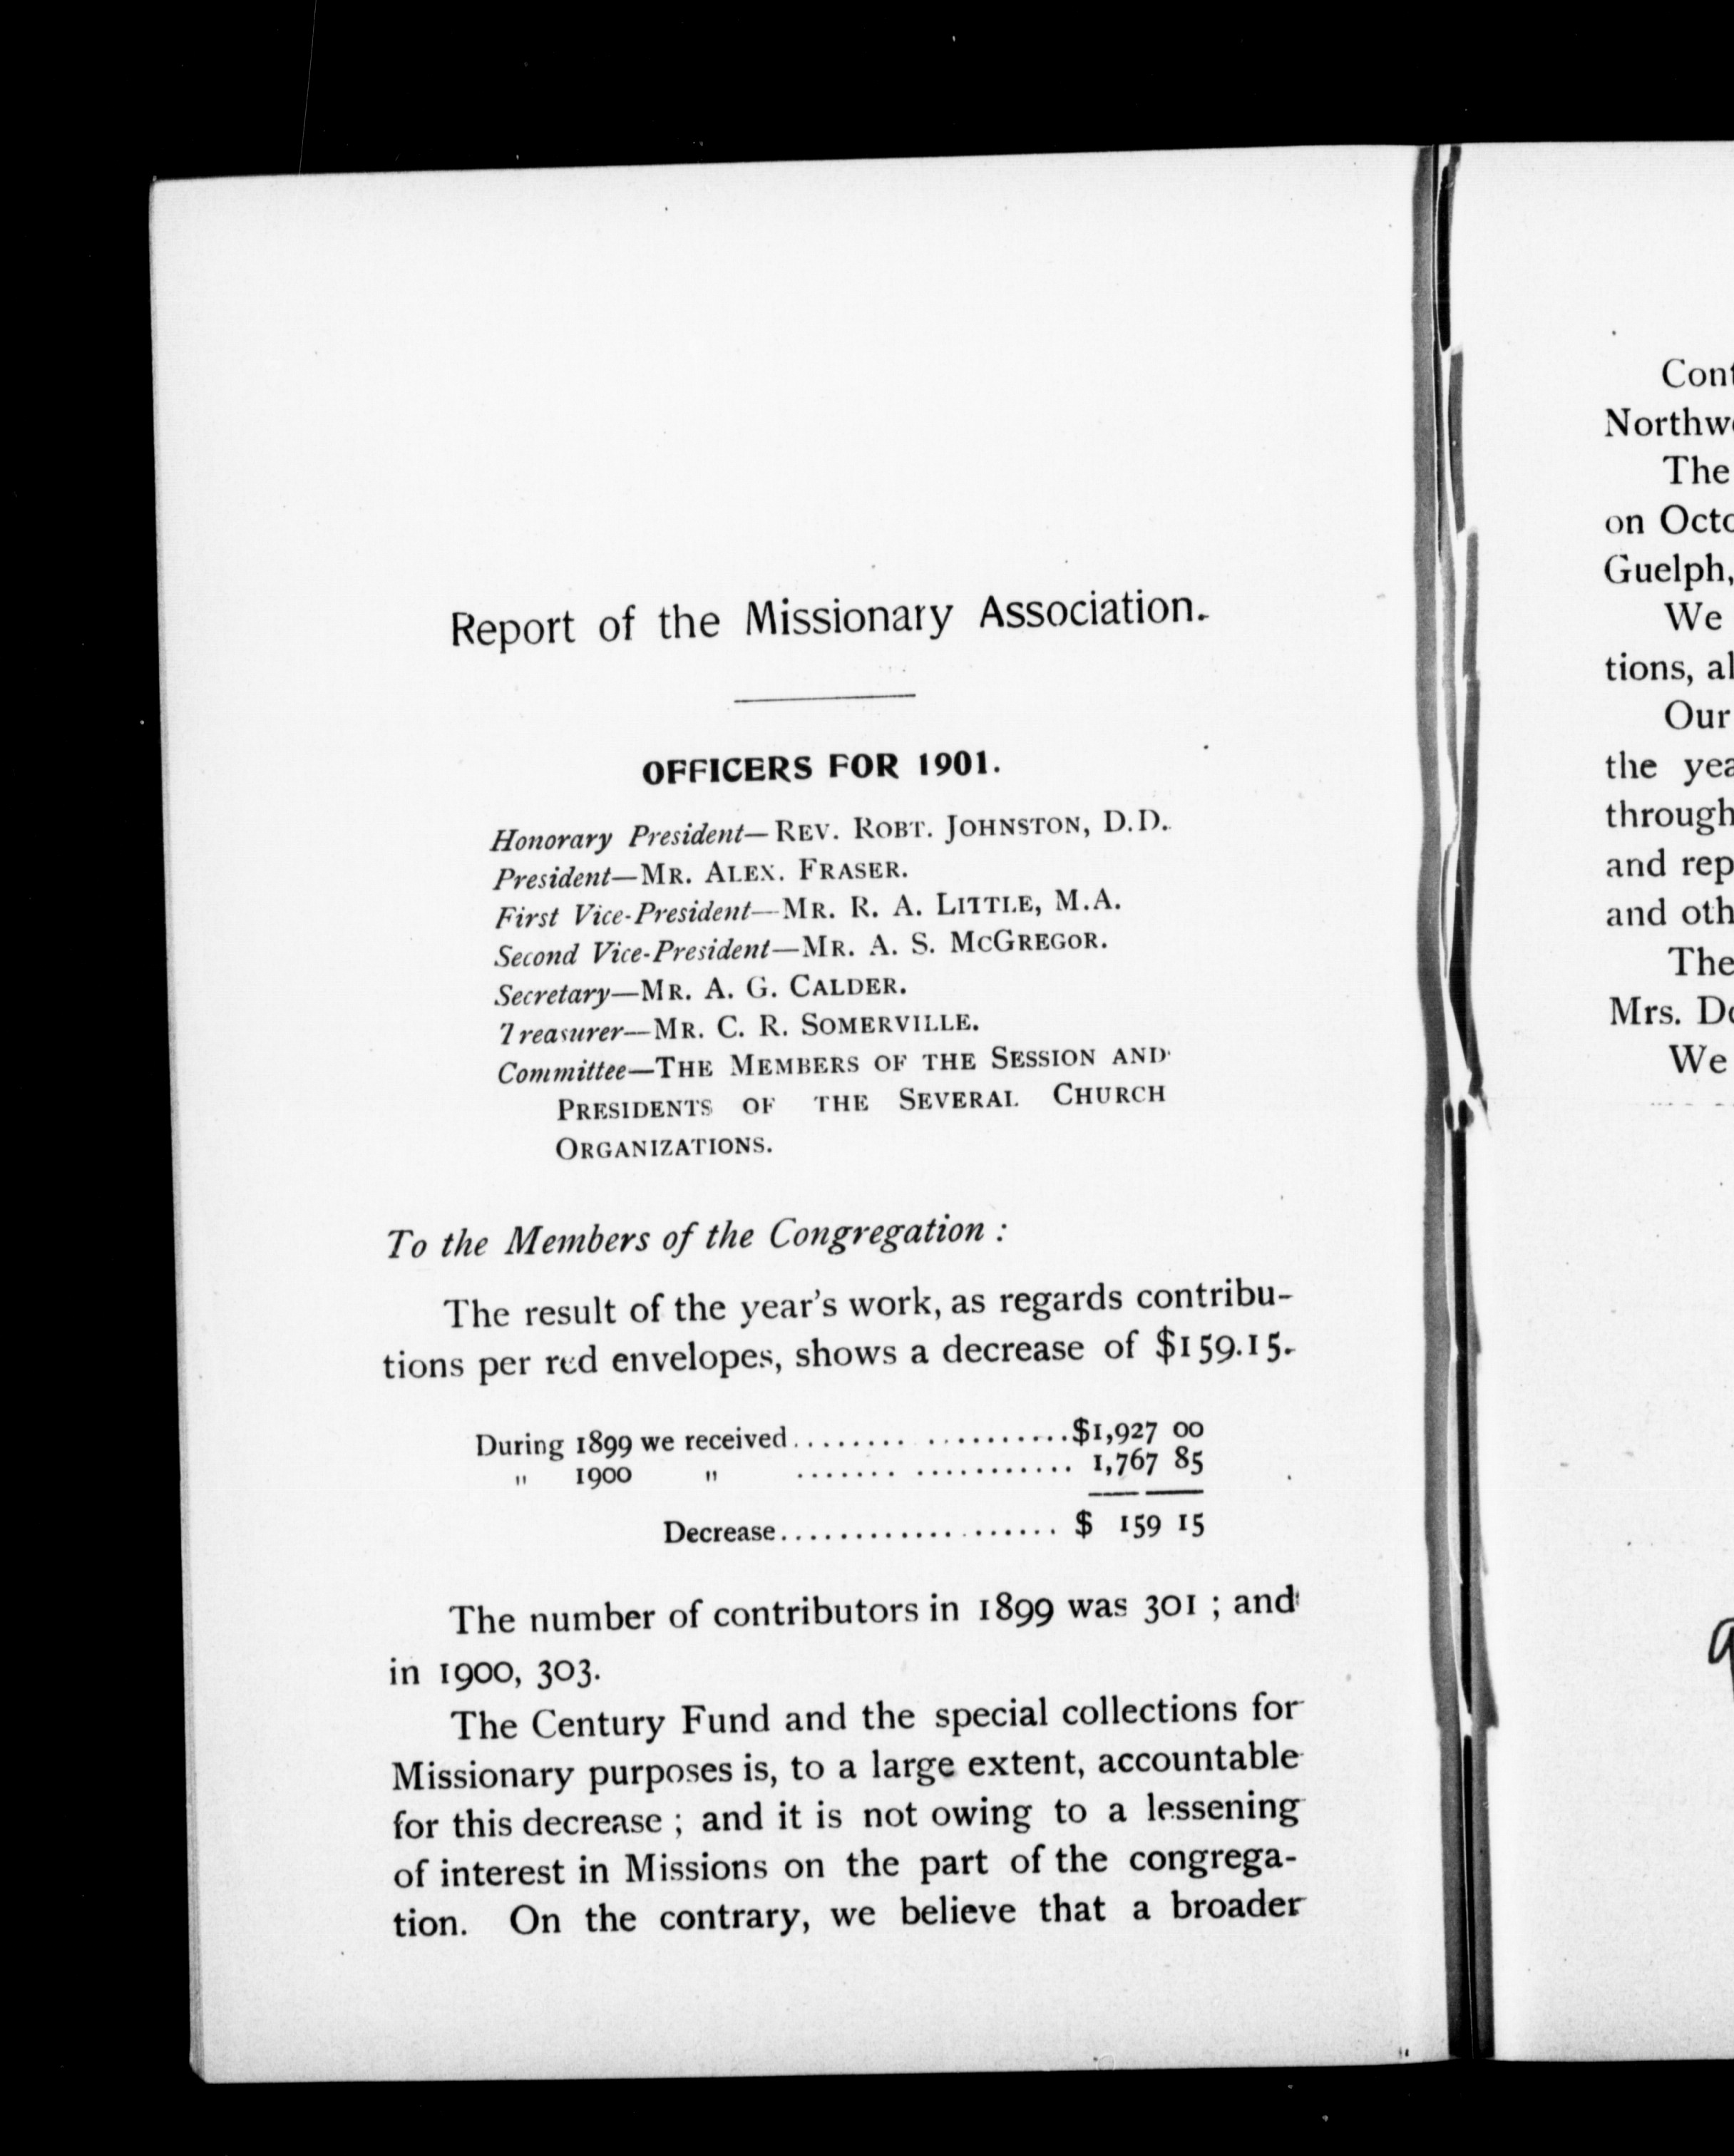 Report of the Missionary Association.
OFFICERS FOR 1901.
Honorary President—REV. ROBT. JOHNSTON, D.D.
President—MR. ALEX. FRASER.
First Vice-President—MR. R. A. LITTLE, M.A.
Second Vice-President—MR. A. S. MCGREGOR.
Secretary—MR. A. G. CALDER.
Treasurer—MR. C. R. SOMERVILLE.
Committee—THE MEMBERS OF THE SESSION AND
PRESIDENTS OF THE SEVERAL CHURCH
ORGANIZATIONS.
To the Members of the Congregation :
The result of the year's work, as regards contribu-
tions per red envelopes, shows a decrease of $159.15.
During 1899 we received.......................$1,927 00
" 1900 " ....................... 1,767 85
Decrease.................... $ 159 15
The number of contributors in 1899 was 301 ; and
in 1900, 303.
The Century Fund and the special collections for
Missionary purposes is, to a large extent, accountable
for this decrease ; and it is not owing to a lessening
of interest in Missions on the part of the congrega-
tion. On the contrary, we believe that a broader
The
on
Guelph,
We
tions,
Our
the
through
and rep
and oth
The
Mrs.
We